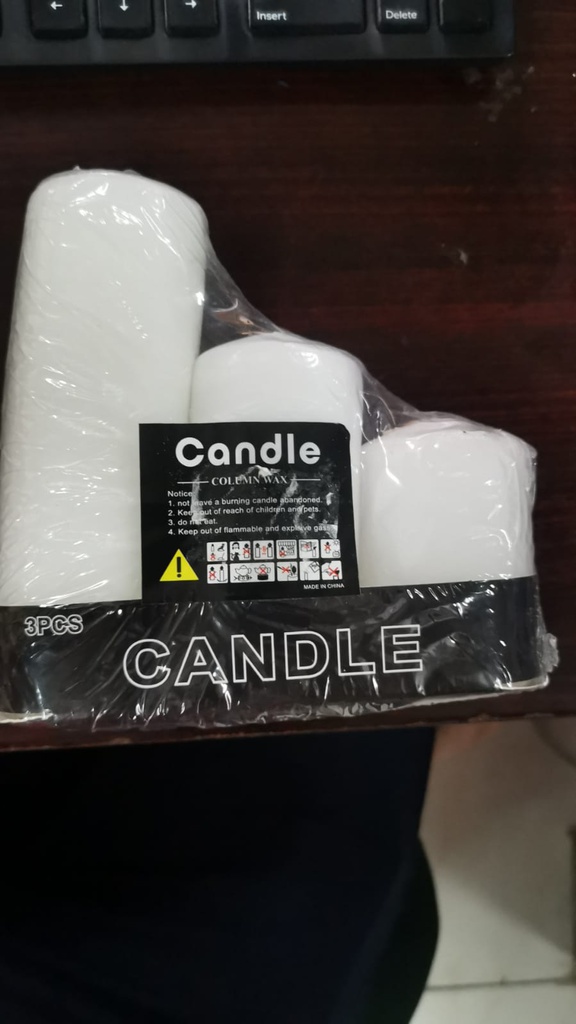 ← ↓ → Insert Delete
Candle
COLUMN WAX
Notice:
1. not leave a burning candle abandoned.
2. Keep out of reach of children and pets.
3. do not eat.
4. Keep out of flammable and explosive gas
MADE IN CHINA
3PCS
CANDLE